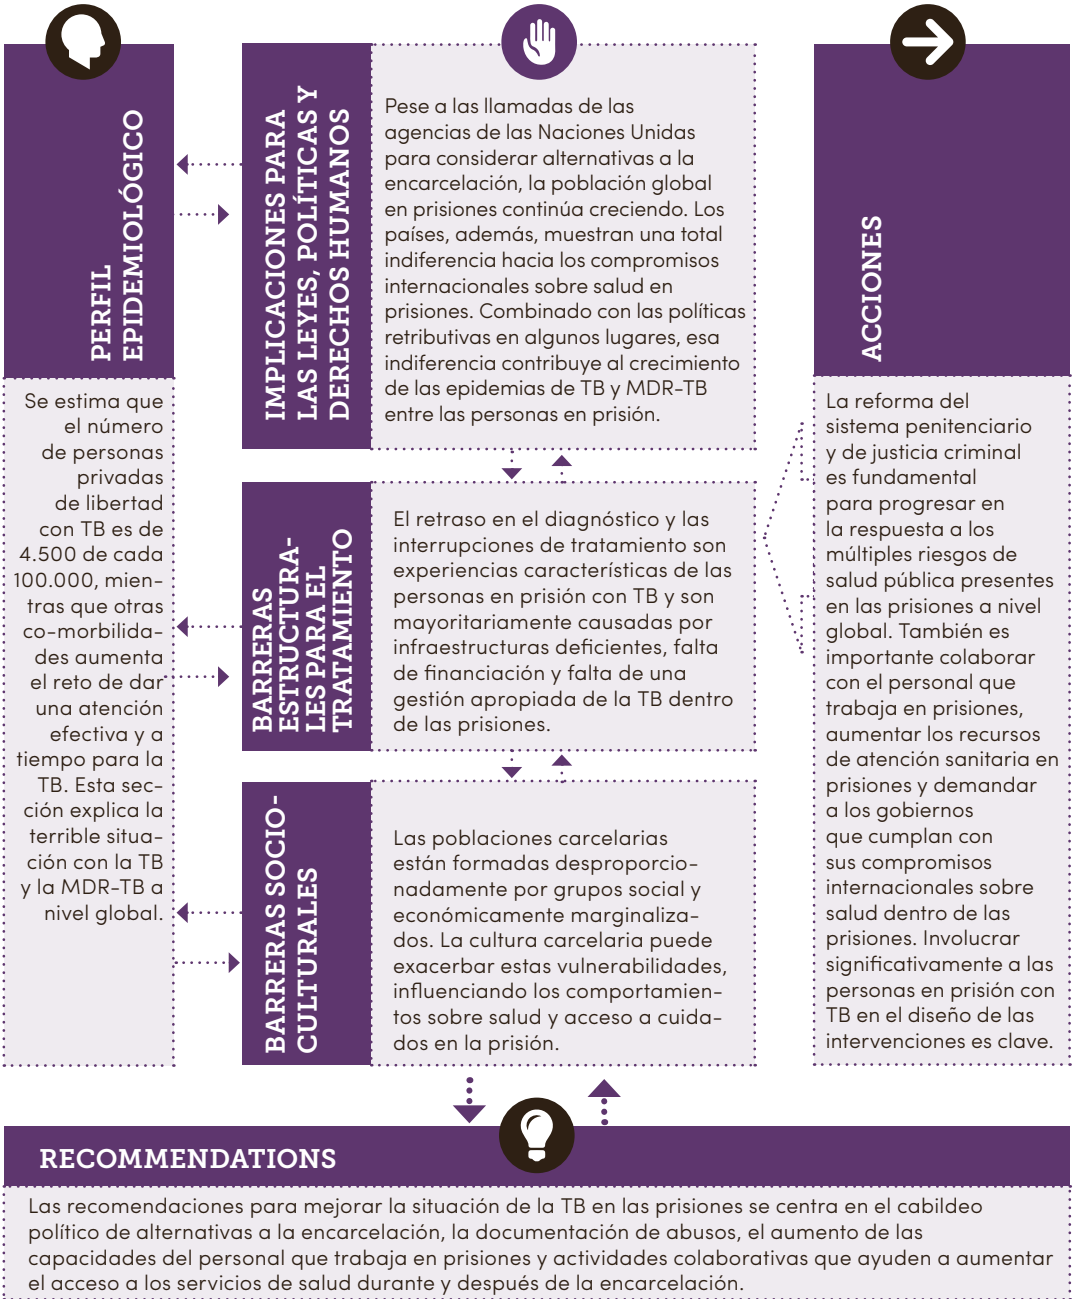 PERFIL
EPIDEMIOLÓGICO
Se estima que
el número
de personas
privadas
de libertad
con TB es de
4.500 de cada
100.000, mien-
tras que otras
co-morbilida-
des aumenta
el reto de dar
una atención
efectiva y a
tiempo para la
TB. Esta sec-
ción explica la
terrible situa-
ción con la TB
y la MDR-TB a
nivel global.
IMPLICACIONES PARA
LAS LEYES, POLÍTICAS Y
DERECHOS HUMANOS
Pese a las llamadas de las
agencias de las Naciones Unidas
para considerar alternativas a la
encarcelación, la población global
en prisiones continúa creciendo. Los
países, además, muestran una total
indiferencia hacia los compromisos
internacionales sobre salud en
prisiones. Combinado con las políticas
retributivas en algunos lugares, esa
indiferencia contribuye al crecimiento
de las epidemias de TB y MDR-TB
entre las personas en prisión.
BARRERAS
ESTRUCTURA-
LES PARA EL
TRATAMIENTO
El retraso en el diagnóstico y las
interrupciones de tratamiento son
experiencias características de las
personas en prisión con TB y son
mayoritariamente causadas por
infraestructuras deficientes, falta
de financiación y falta de una
gestión apropiada de la TB dentro
de las prisiones.
BARRERAS SOCIO-
CULTURALES
Las poblaciones carcelarias
están formadas desproporcio-
nadamente por grupos social y
económicamente marginaliza-
dos. La cultura carcelaria puede
exacerbar estas vulnerabilidades,
influenciando los comportamien-
tos sobre salud y acceso a cuida-
dos en la prisión.
ACCIONES
La reforma del
sistema penitenciario
y de justicia criminal
es fundamental
para progresar en
la respuesta a los
múltiples riesgos de
salud pública presentes
en las prisiones a nivel
global. También es
importante colaborar
con el personal que
trabaja en prisiones,
aumentar los recursos
de atención sanitaria en
prisiones y demandar
a los gobiernos
que cumplan con
sus compromisos
internacionales sobre
salud dentro de las
prisiones. Involucrar
significativamente a las
personas en prisión con
TB en el diseño de las
intervenciones es clave.
RECOMMENDATIONS
Las recomendaciones para mejorar la situación de la TB en las prisiones se centra en el cabildeo
político de alternativas a la encarcelación, la documentación de abusos, el aumento de las
capacidades del personal que trabaja en prisiones y actividades colaborativas que ayuden a aumentar
el acceso a los servicios de salud durante y después de la encarcelación.